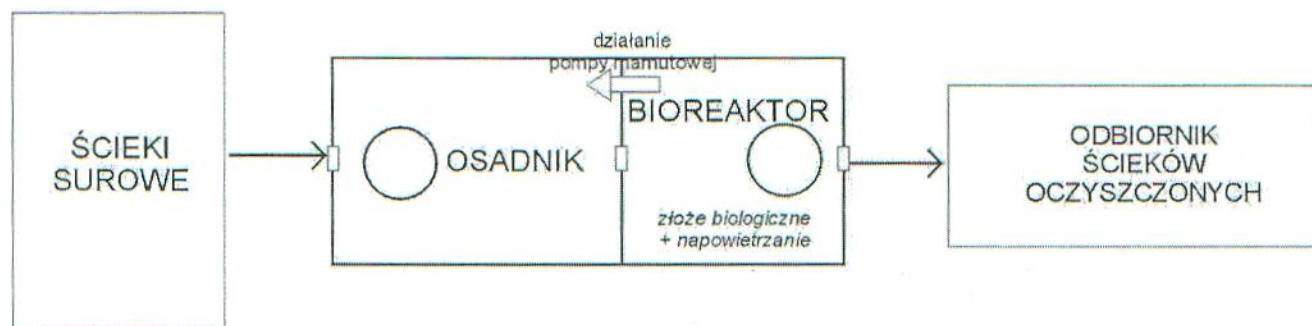 ŚCIEKI
SUROWE
działanie
pompy mamutowej
OSADNIK
BIOREAKTOR
złoże biologiczne
+ napowietrzanie
ODBIORNIK
ŚCIEKÓW
OCZYSZCZONYCH